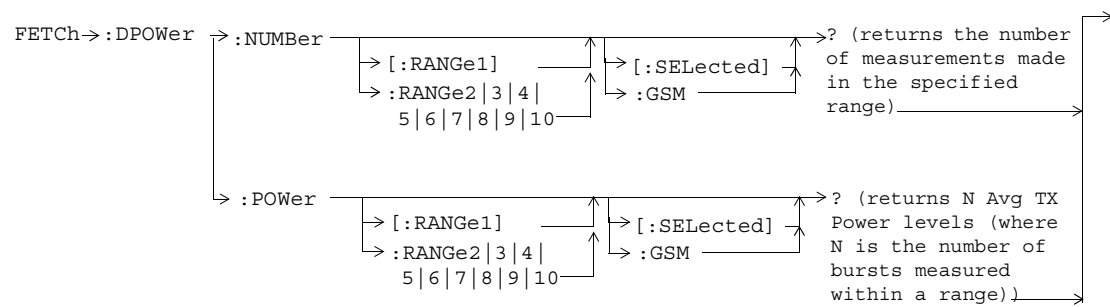 FETCh :DPOWer :NUMBer ? (returns the number
of measurements made
in the specified
range)
[:RANGe1] [:SELected]
:RANGe2|3|4| :GSM
5|6|7|8|9|10
:POWer ? (returns N Avg TX
Power levels (where
N is the number of
bursts measured
within a range))
[:RANGe1] [:SELected]
:RANGe2|3|4| :GSM
5|6|7|8|9|10